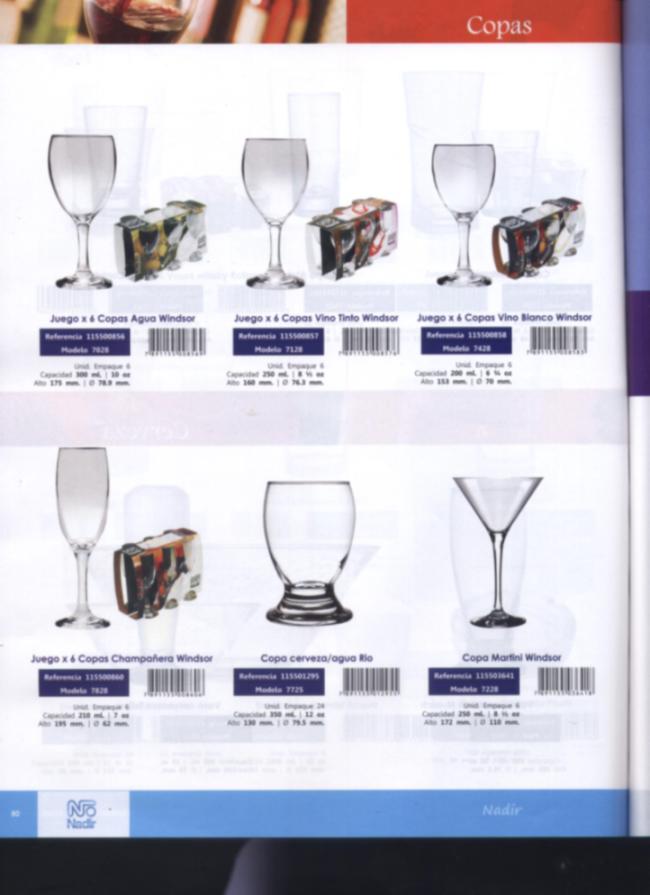 Copas
Juego x 6 Copas Agua Windsor
Referencia 115500856
Modelo 7028
Unid. Empaque 6
Capacidad 300 ml. | 10 oz
Alto 175 mm. | Ø 78.9 mm.
Juego x 6 Copas Vino Tinto Windsor
Referencia 115500857
Modelo 7128
Unid. Empaque 6
Capacidad 250 ml. | 8 ½ oz
Alto 160 mm. | Ø 76.3 mm.
Juego x 6 Copas Vino Blanco Windsor
Referencia 115500858
Modelo 7428
Unid. Empaque 6
Capacidad 200 ml. | 6 ¾ oz
Alto 153 mm. | Ø 70 mm.
Juego x 6 Copas Champañera Windsor
Referencia 115500860
Modelo 7828
Unid. Empaque 6
Capacidad 210 ml. | 7 oz
Alto 195 mm. | Ø 62 mm.
Copa cerveza/agua Rio
Referencia 115501295
Modelo 7725
Unid. Empaque 24
Capacidad 350 ml. | 12 oz
Alto 130 mm. | Ø 79.5 mm.
Copa Martini Windsor
Referencia 115503641
Modelo 7228
Unid. Empaque 6
Capacidad 250 ml. | 8 ½ oz
Alto 172 mm. | Ø 110 mm.
Nadir
Nadir